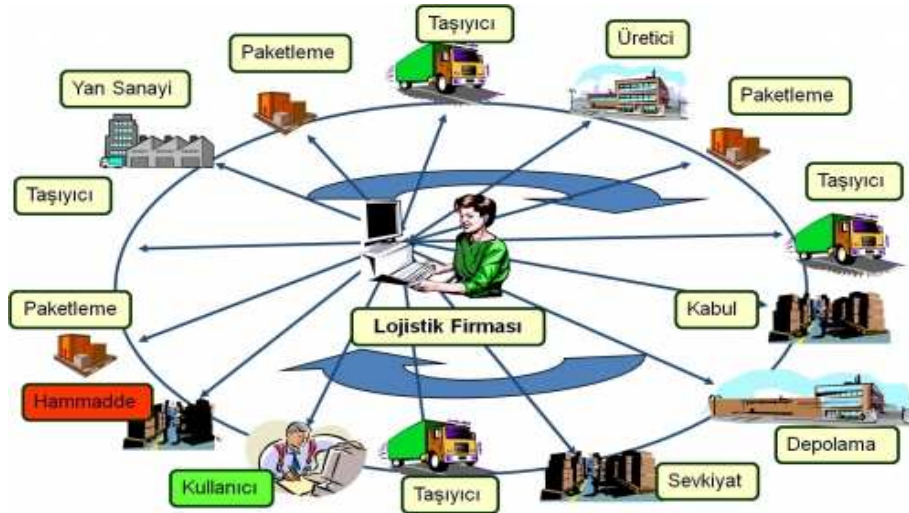 Taşıyıcı
Paketleme
Üretici
Yan Sanayi
Paketleme
Taşıyıcı
Taşıyıcı
Paketleme
Kabul
Lojistik Firması
Hammadde
Depolama
Kullanıcı
Taşıyıcı
Sevkiyat